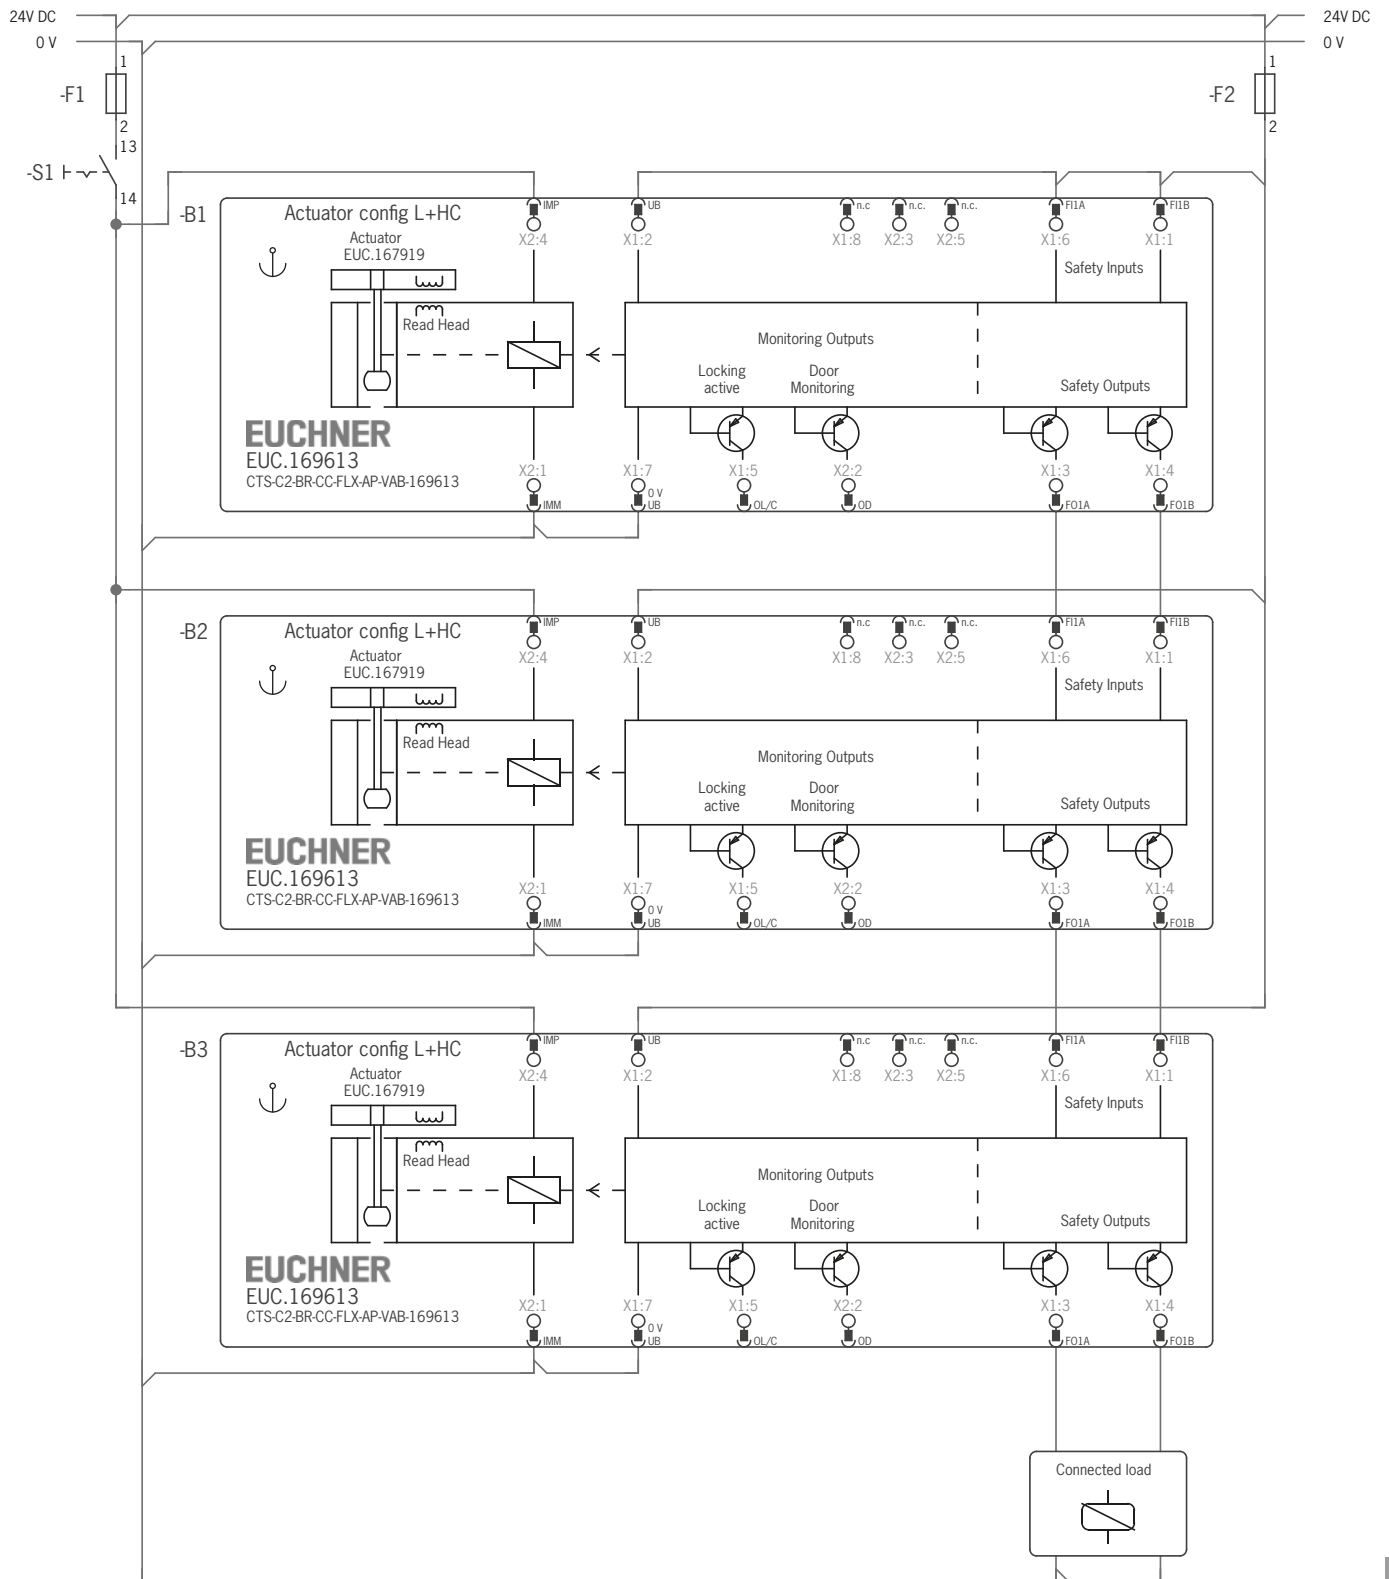 24V DC
24V DC
0 V
0 V
1
1
-F1
-F2
2
2
13
-S1
14
-B1
Actuator config L+HC
IMP
UB
n.c
n.c.
n.c.
FI1A
FI1B
X2:4
X1:2
X1:8
X2:3
X2:5
X1:6
X1:1
Actuator
EUC.167919
Safety Inputs
Read Head
Monitoring Outputs
Locking
active
Door
Monitoring
Safety Outputs
EUCHNER
EUC.169613
CTS-C2-BR-CC-FLX-AP-VAB-169613
X2:1
X1:7
X1:5
X2:2
X1:3
X1:4
0 V
IMM
UB
OL/C
OD
FO1A
FO1B
-B2
Actuator config L+HC
IMP
UB
n.c
n.c.
n.c.
FI1A
FI1B
X2:4
X1:2
X1:8
X2:3
X2:5
X1:6
X1:1
Actuator
EUC.167919
Safety Inputs
Read Head
Monitoring Outputs
Locking
active
Door
Monitoring
Safety Outputs
EUCHNER
EUC.169613
CTS-C2-BR-CC-FLX-AP-VAB-169613
X2:1
X1:7
X1:5
X2:2
X1:3
X1:4
0 V
IMM
UB
OL/C
OD
FO1A
FO1B
-B3
Actuator config L+HC
IMP
UB
n.c
n.c.
n.c.
FI1A
FI1B
X2:4
X1:2
X1:8
X2:3
X2:5
X1:6
X1:1
Actuator
EUC.167919
Safety Inputs
Read Head
Monitoring Outputs
Locking
active
Door
Monitoring
Safety Outputs
EUCHNER
EUC.169613
CTS-C2-BR-CC-FLX-AP-VAB-169613
X2:1
X1:7
X1:5
X2:2
X1:3
X1:4
0 V
IMM
UB
OL/C
OD
FO1A
FO1B
Connected load